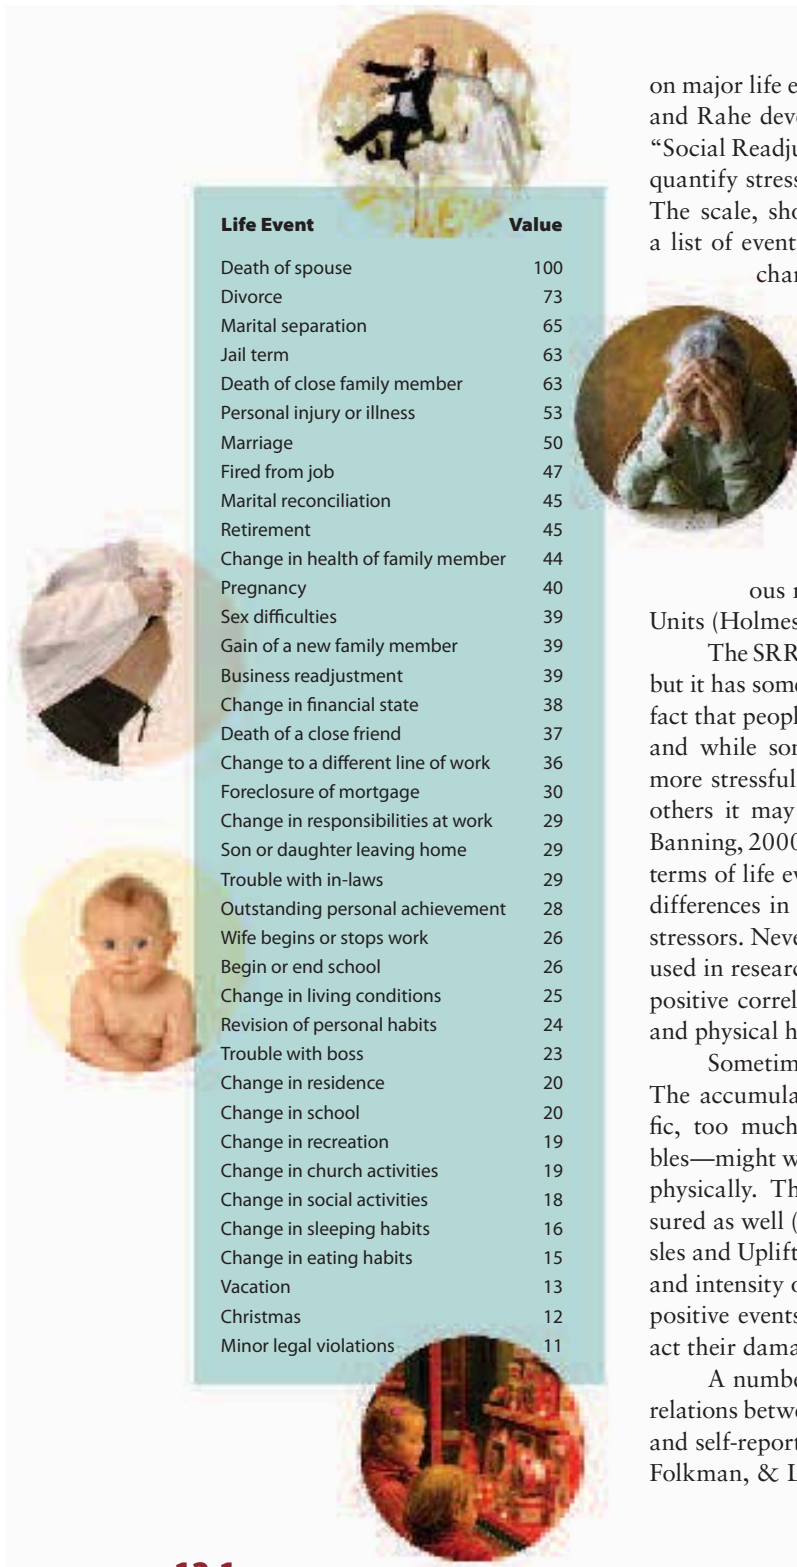 Life Event Value
Death of spouse 100
Divorce 73
Marital separation 65
Jail term 63
Death of close family member 63
Personal injury or illness 53
Marriage 50
Fired from job 47
Marital reconciliation 45
Retirement 45
Change in health of family member 44
Pregnancy 40
Sex difficulties 39
Gain of a new family member 39
Business readjustment 39
Change in financial state 38
Death of a close friend 37
Change to a different line of work 36
Foreclosure of mortgage 30
Change in responsibilities at work 29
Son or daughter leaving home 29
Trouble with in-laws 29
Outstanding personal achievement 28
Wife begins or stops work 26
Begin or end school 26
Change in living conditions 25
Revision of personal habits 24
Trouble with boss 23
Change in residence 20
Change in school 20
Change in recreation 19
Change in church activities 19
Change in social activities 18
Change in sleeping habits 16
Change in eating habits 15
Vacation 13
Christmas 12
Minor legal violations 11
on major life e
and Rahe deve
“Social Readju
quantify stress
The scale, sho
a list of event
char
ous r
Units (Holmes
The SRR
but it has some
fact that peopl
and while som
more stressful
others it may
Banning, 2000
terms of life ev
differences in
stressors. Neve
used in researc
positive correl
and physical h
Sometim
The accumula
fic, too much
bles—might w
physically. Th
sured as well (
sles and Uplift
and intensity o
positive events
act their dama
A numbe
relations betwe
and self-report
Folkman, & L